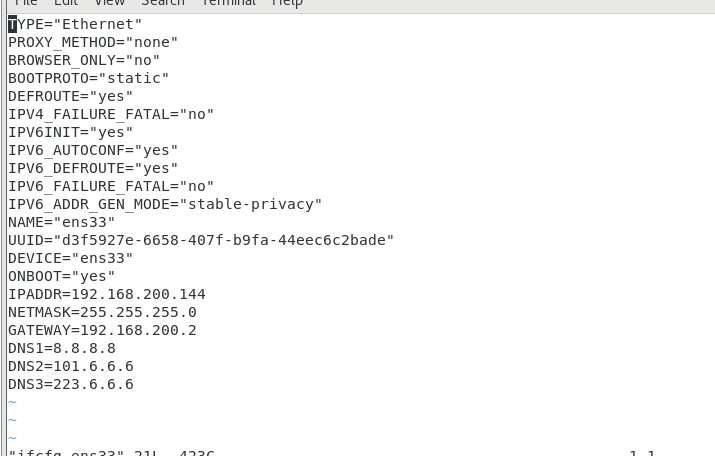 File Edit View Search Terminal Help
TYPE="Ethernet"
PROXY_METHOD="none"
BROWSER_ONLY="no"
BOOTPROTO="static"
DEFROUTE="yes"
IPV4_FAILURE_FATAL="no"
IPV6INIT="yes"
IPV6_AUTOCONF="yes"
IPV6_DEFROUTE="yes"
IPV6_FAILURE_FATAL="no"
IPV6_ADDR_GEN_MODE="stable-privacy"
NAME="ens33"
UUID="d3f5927e-6658-407f-b9fa-44eec6c2bade"
DEVICE="ens33"
ONBOOT="yes"
IPADDR=192.168.200.144
NETMASK=255.255.255.0
GATEWAY=192.168.200.2
DNS1=8.8.8.8
DNS2=101.6.6.6
DNS3=223.6.6.6
~
~
~
"ifcfg-ens33" 21L, 423C 1,1